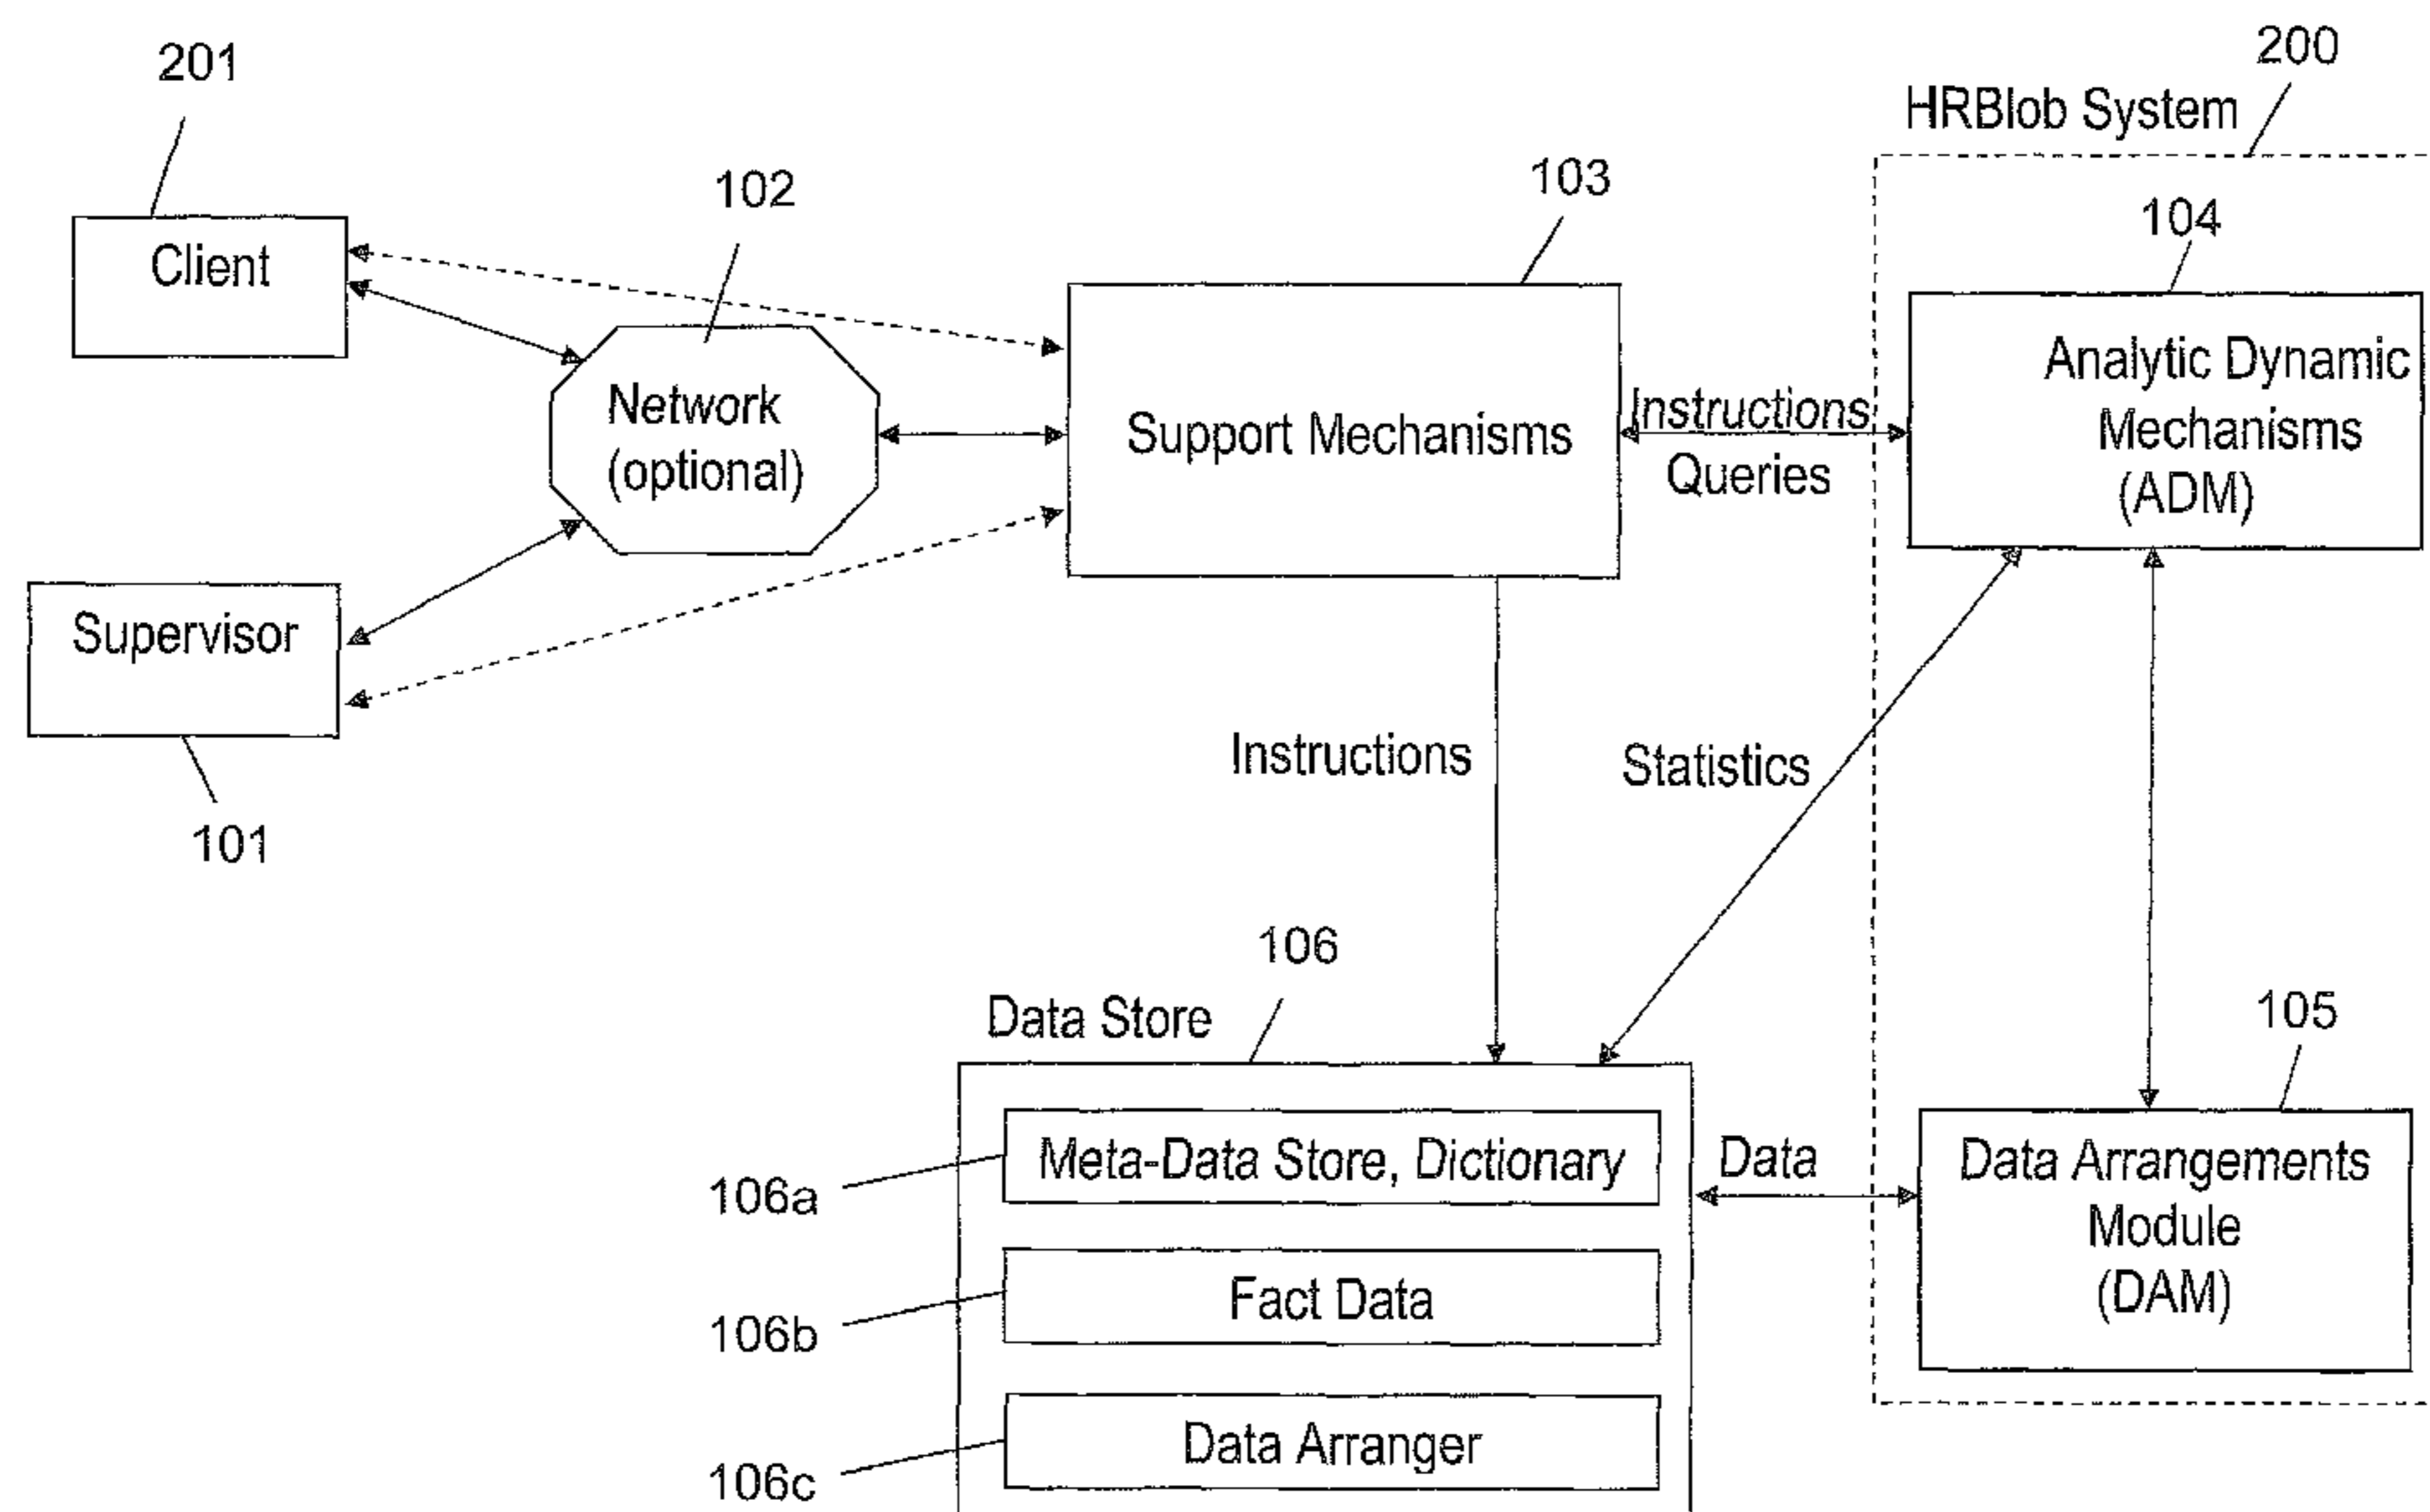 201
200
HRBlob System
102
103
104
Client
Network
(optional)
Support Mechanisms
Instructions
Queries
Analytic Dynamic
Mechanisms
(ADM)
Supervisor
101
Instructions
Statistics
106
Data Store
105
Meta-Data Store, Dictionary
106a
Data
Data Arrangements
Module
(DAM)
Fact Data
106b
Data Arranger
106c